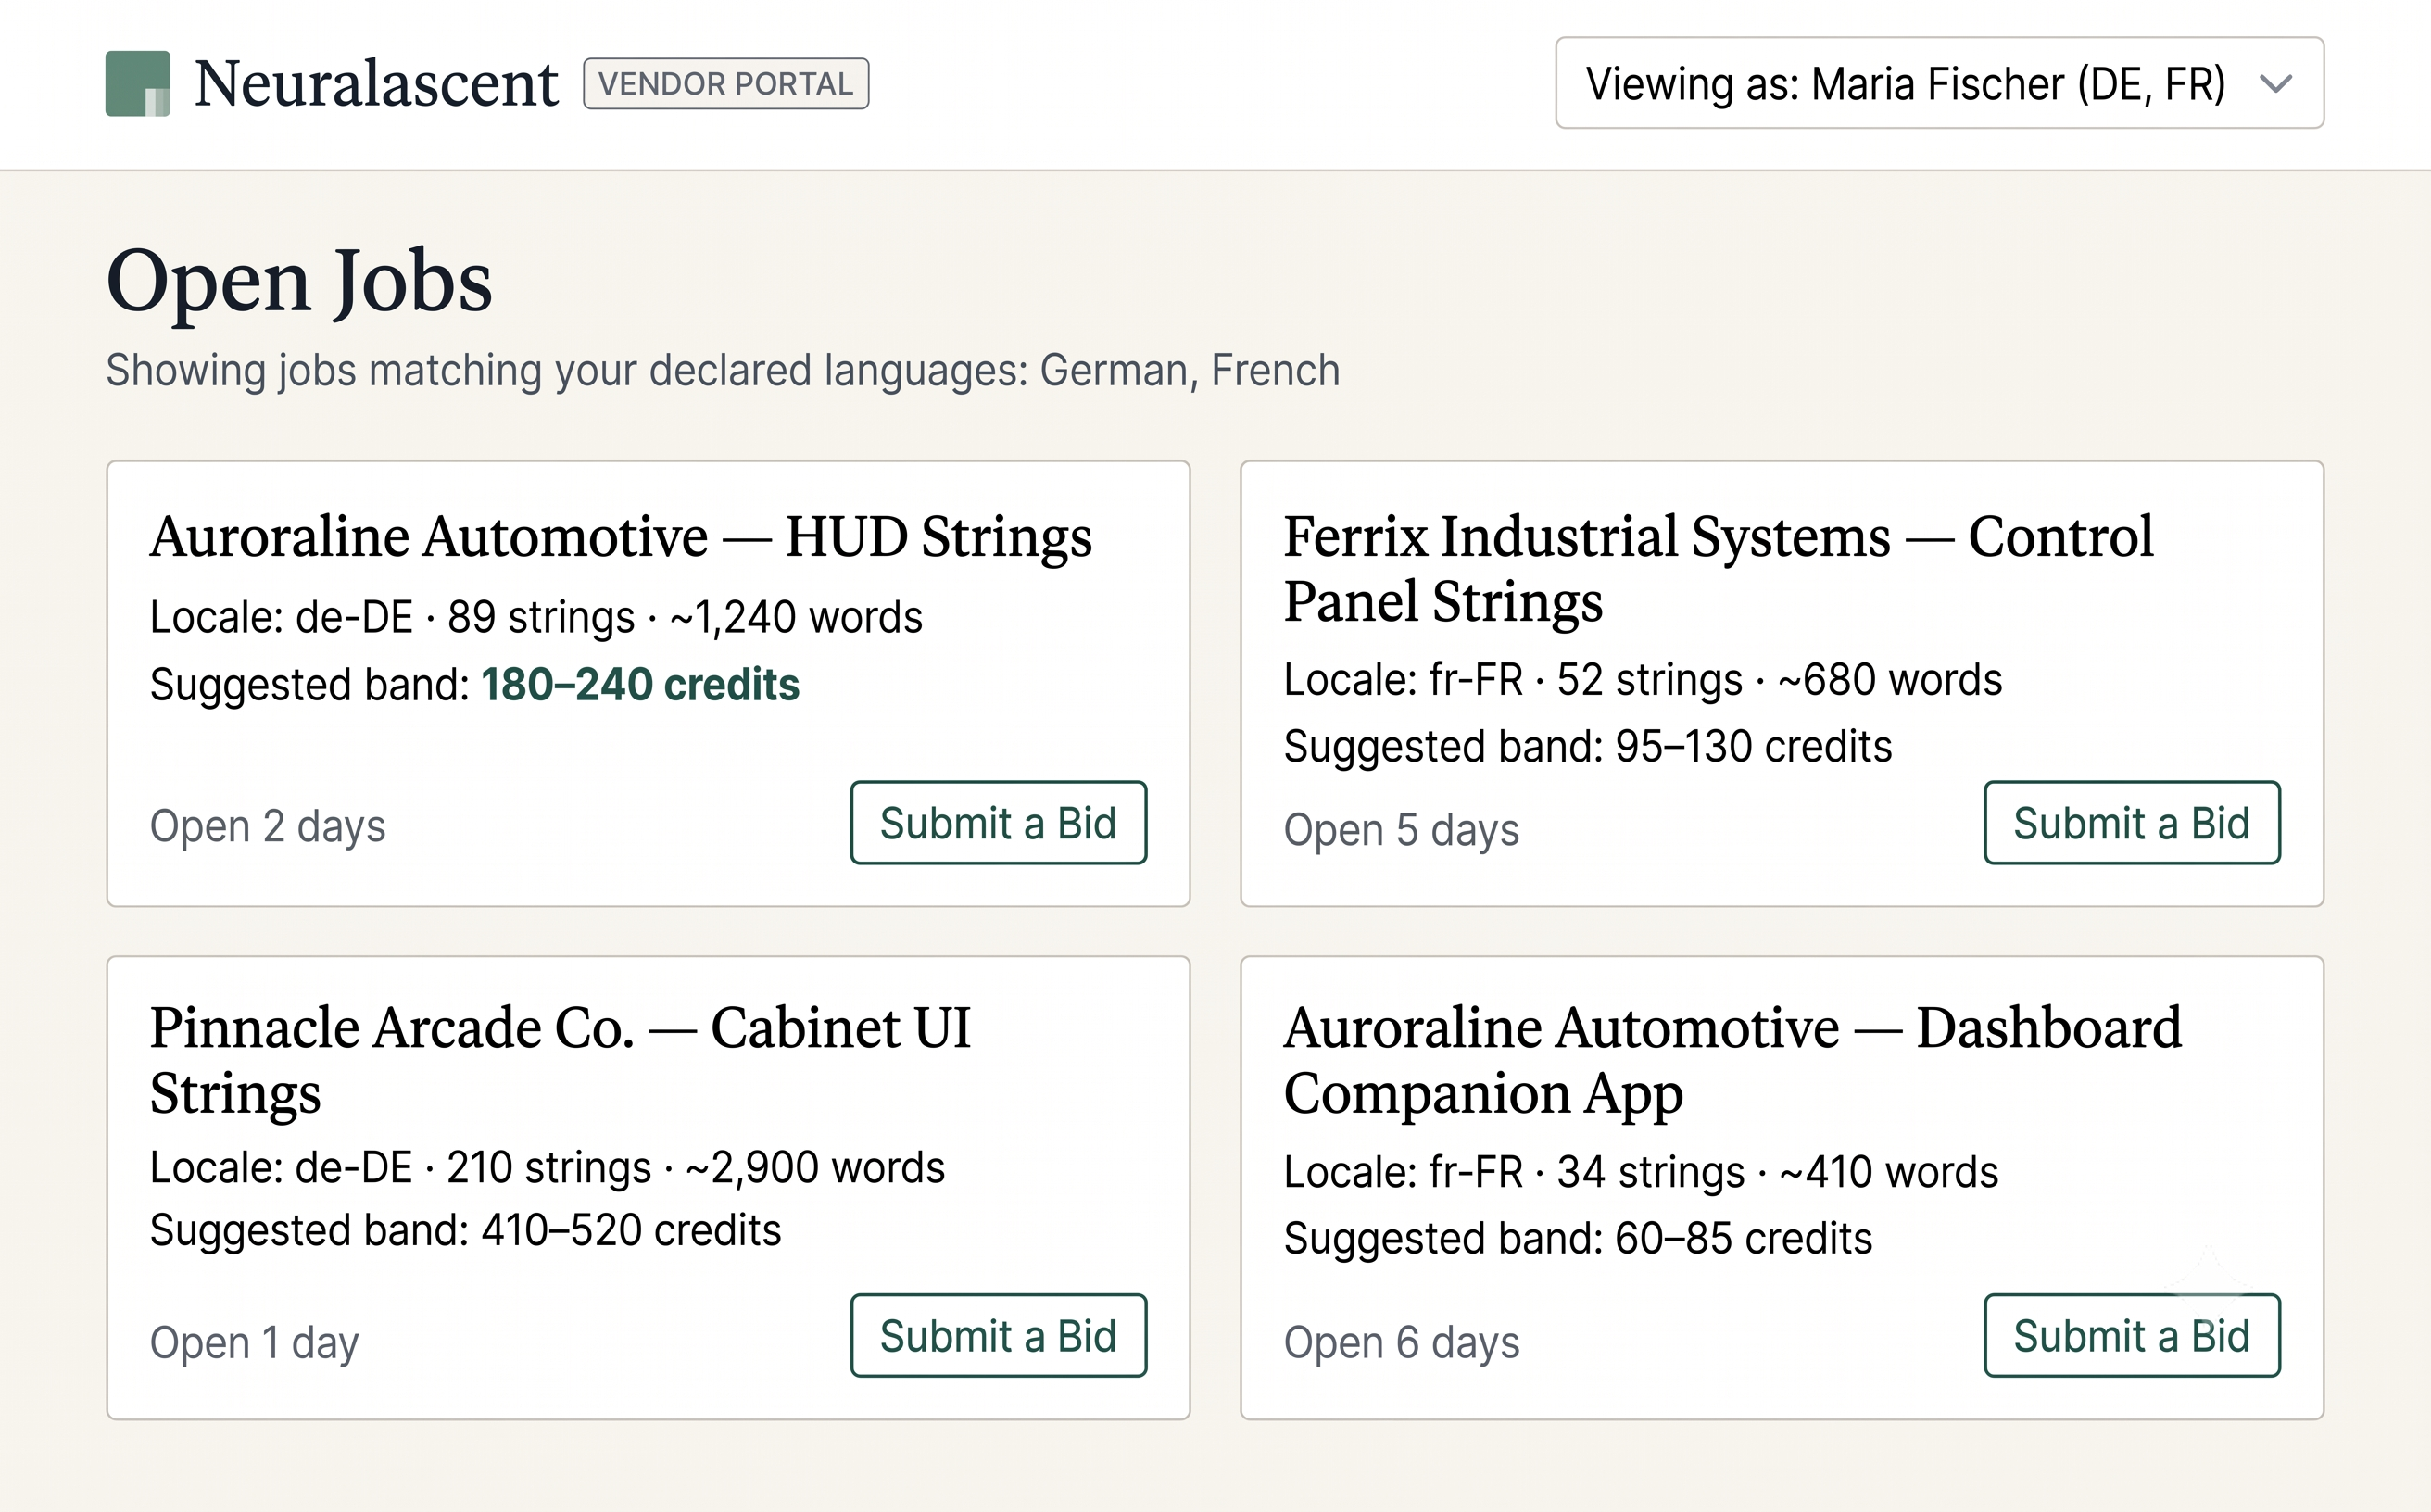 Neuralascent
VENDOR PORTAL
Viewing as: Maria Fischer (DE, FR)
Open Jobs
Showing jobs matching your declared languages: German, French
Auroraline Automotive — HUD Strings
Locale: de-DE · 89 strings · ~1,240 words
Suggested band: 180–240 credits
Open 2 days
Submit a Bid
Ferrix Industrial Systems — Control
Panel Strings
Locale: fr-FR · 52 strings · ~680 words
Suggested band: 95–130 credits
Open 5 days
Submit a Bid
Pinnacle Arcade Co. — Cabinet UI
Strings
Locale: de-DE · 210 strings · ~2,900 words
Suggested band: 410–520 credits
Open 1 day
Submit a Bid
Auroraline Automotive — Dashboard
Companion App
Locale: fr-FR · 34 strings · ~410 words
Suggested band: 60–85 credits
Open 6 days
Submit a Bid